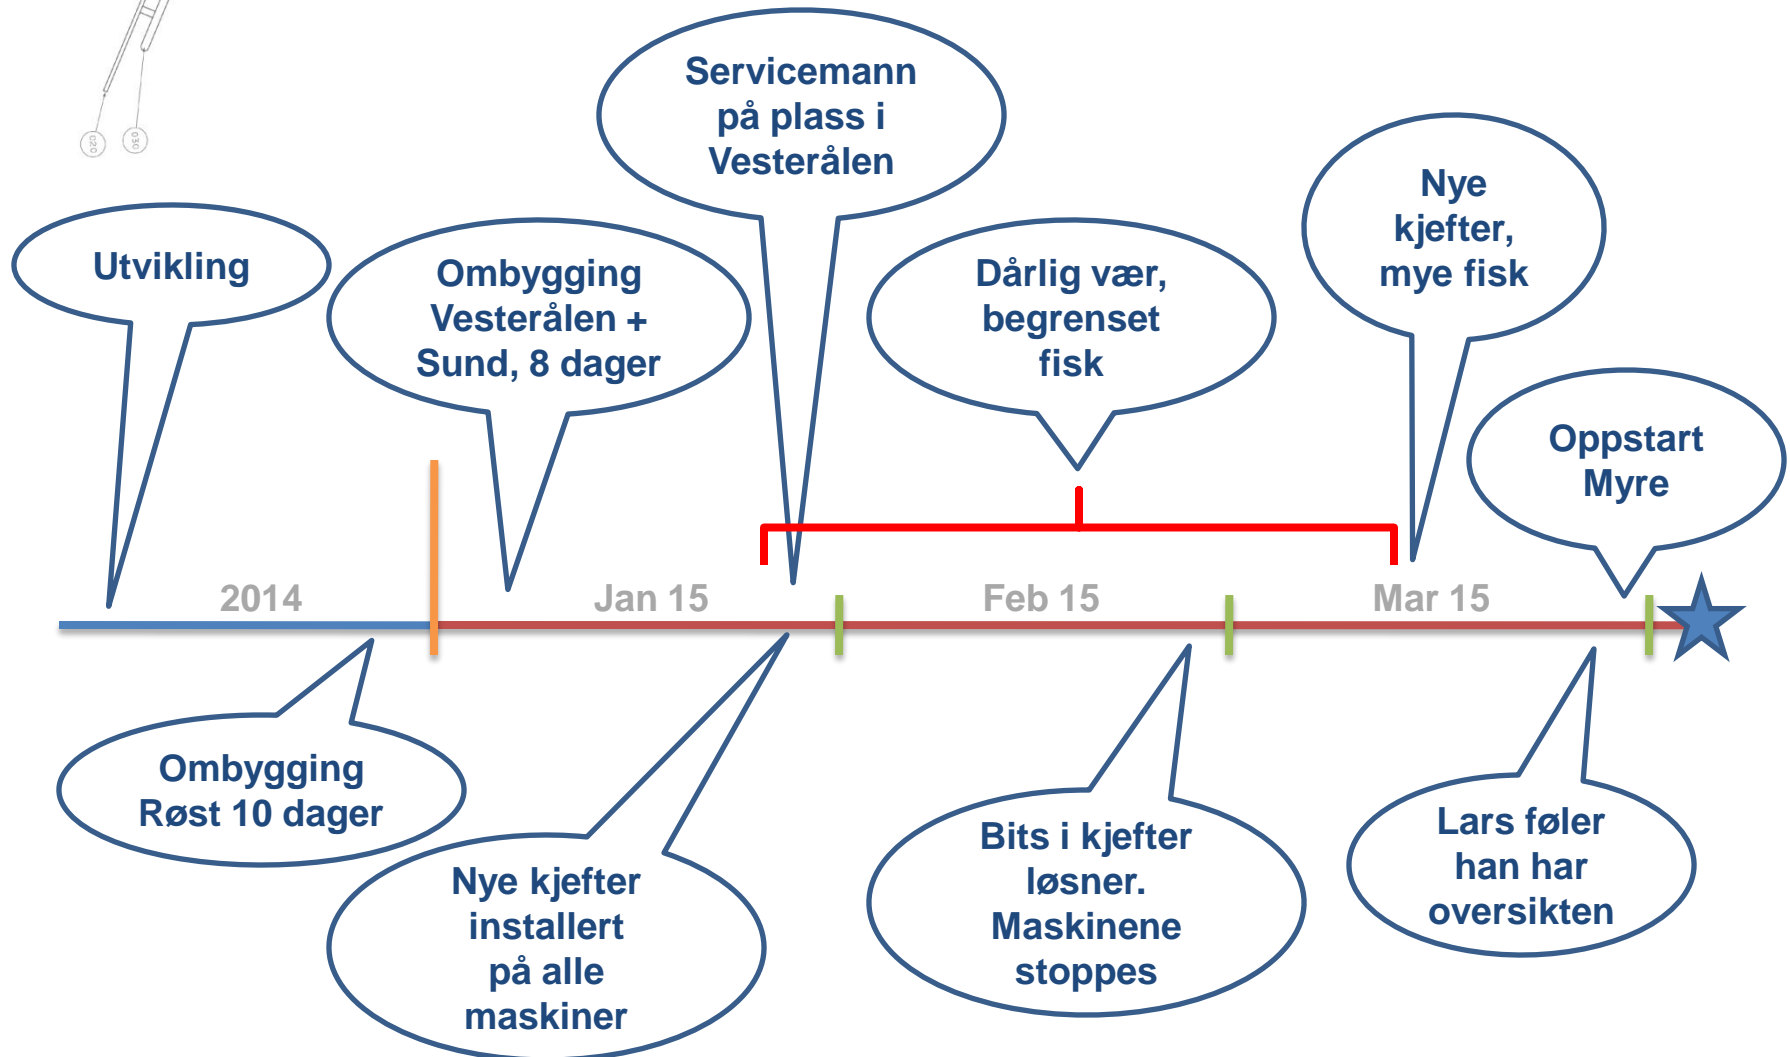 Servicemann
på plass i
Vesterålen
Nye
kjefter,
mye fisk
Utvikling
Ombygging
Vesterålen +
Sund, 8 dager
Dårlig vær,
begrenset
fisk
Oppstart
Myre
2014
Jan 15
Feb 15
Mar 15
Ombygging
Røst 10 dager
Nye kjefter
installert
på alle
maskiner
Bits i kjefter
løsner.
Maskinene
stoppes
Lars føler
han har
oversikten